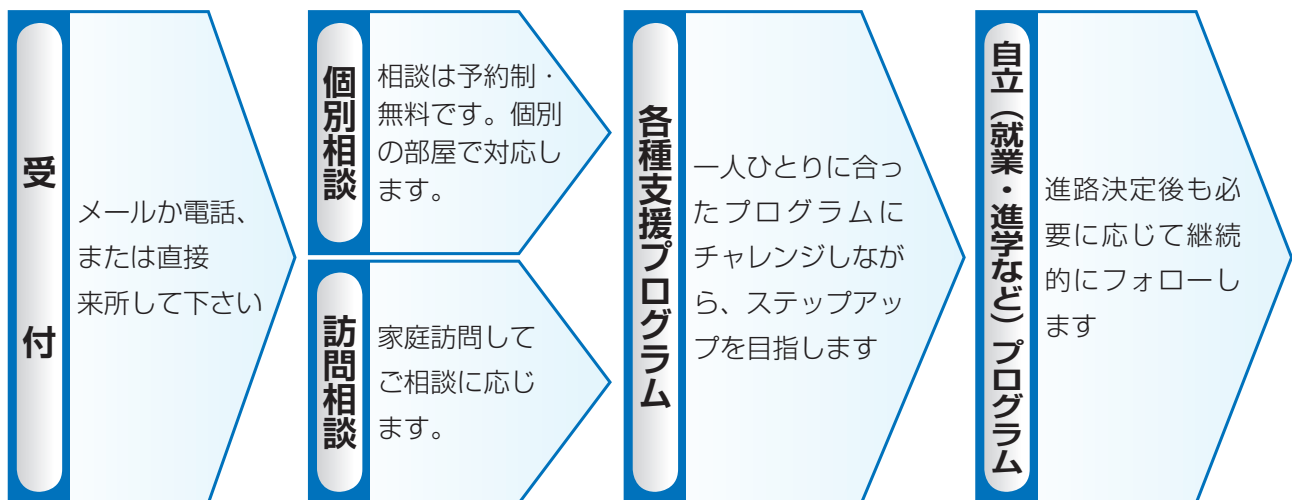 受付
メールか電話、
または直接
来所して下さい
個別相談
相談は予約制・
無料です。個別
の部屋で対応し
ます。
訪問相談
家庭訪問して
ご相談に応じ
ます。
各種支援プログラム
一人ひとりに合っ
たプログラムに
チャレンジしなが
ら、ステップアッ
プを目指します
自立（就業・進学など）プログラム
進路決定後も必
要に応じて継続
的にフォローし
ます